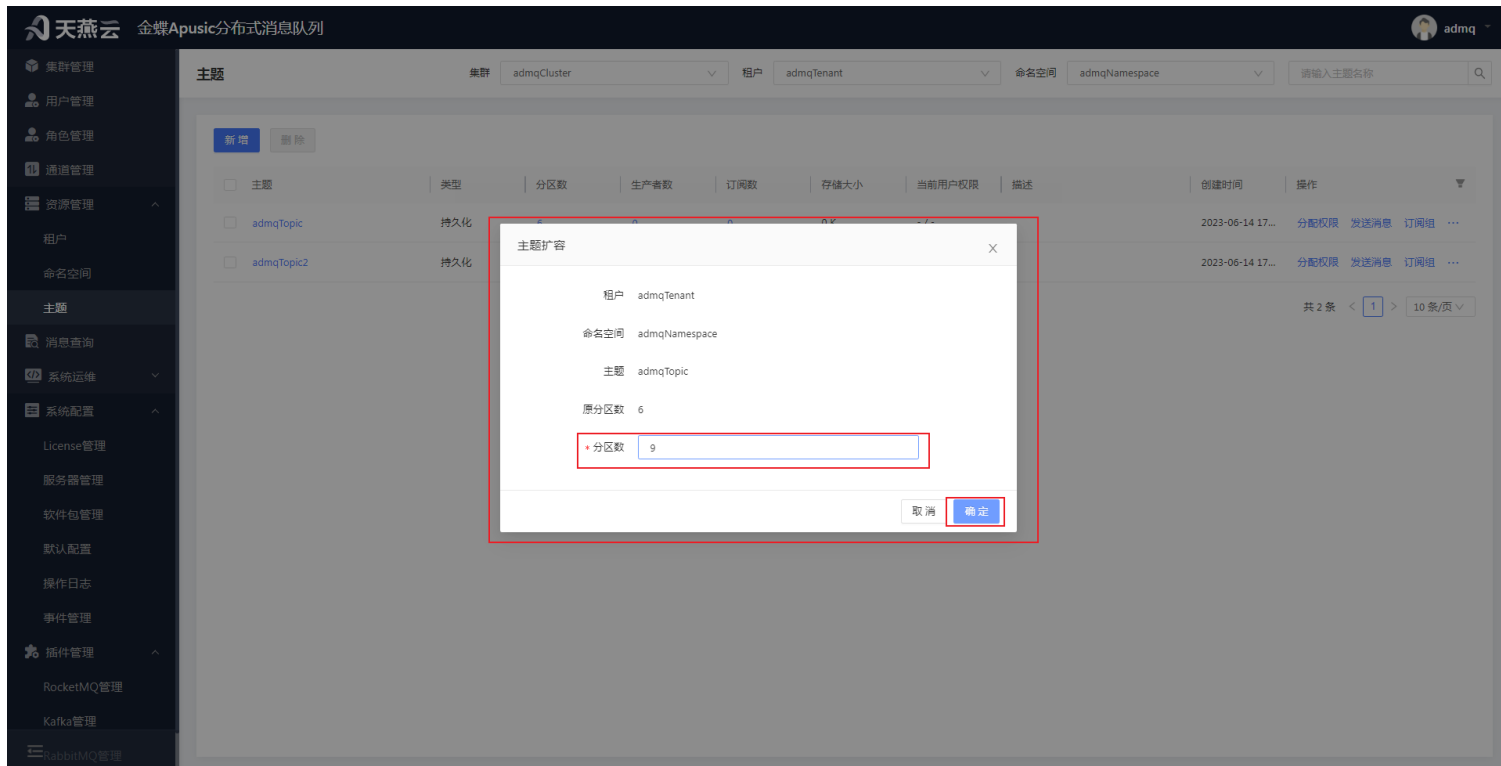 天燕云 金蝶Apusic分布式消息队列 admq
集群管理
用户管理
角色管理
通道管理
资源管理
租户
命名空间
主题
消息查询
系统运维
系统配置
License管理
服务器管理
软件包管理
默认配置
操作日志
事件管理
插件管理
RocketMQ管理
Kafka管理
RabbitMQ管理
主题 集群 admqCluster 租户 admqTenant 命名空间 admqNamespace 请输入主题名称
新增 删除
主题 类型 分区数 生产者数 订阅数 存储大小 当前用户权限 描述 创建时间 操作
admqTopic 持久化 6 0 0 0 K - / - 2023-06-14 17... 分配权限 发送消息 订阅组 ···
admqTopic2 持久化 2023-06-14 17... 分配权限 发送消息 订阅组 ···
共 2 条 < 1 > 10 条/页
主题扩容
租户 admqTenant
命名空间 admqNamespace
主题 admqTopic
原分区数 6
* 分区数 9
取消 确定